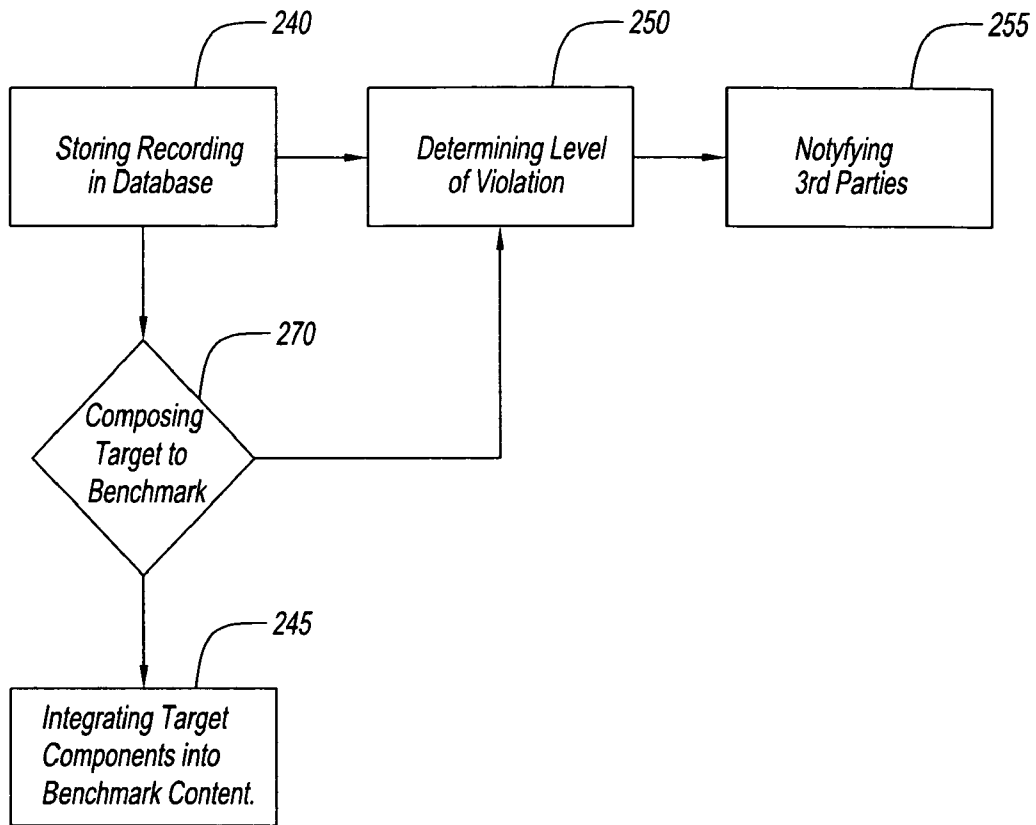 240
250
255
Storing Recording
in Database
Determining Level
of Violation
Notyfying
3rd Parties
270
Composing
Target to
Benchmark
245
Integrating Target
Components into
Benchmark Content.